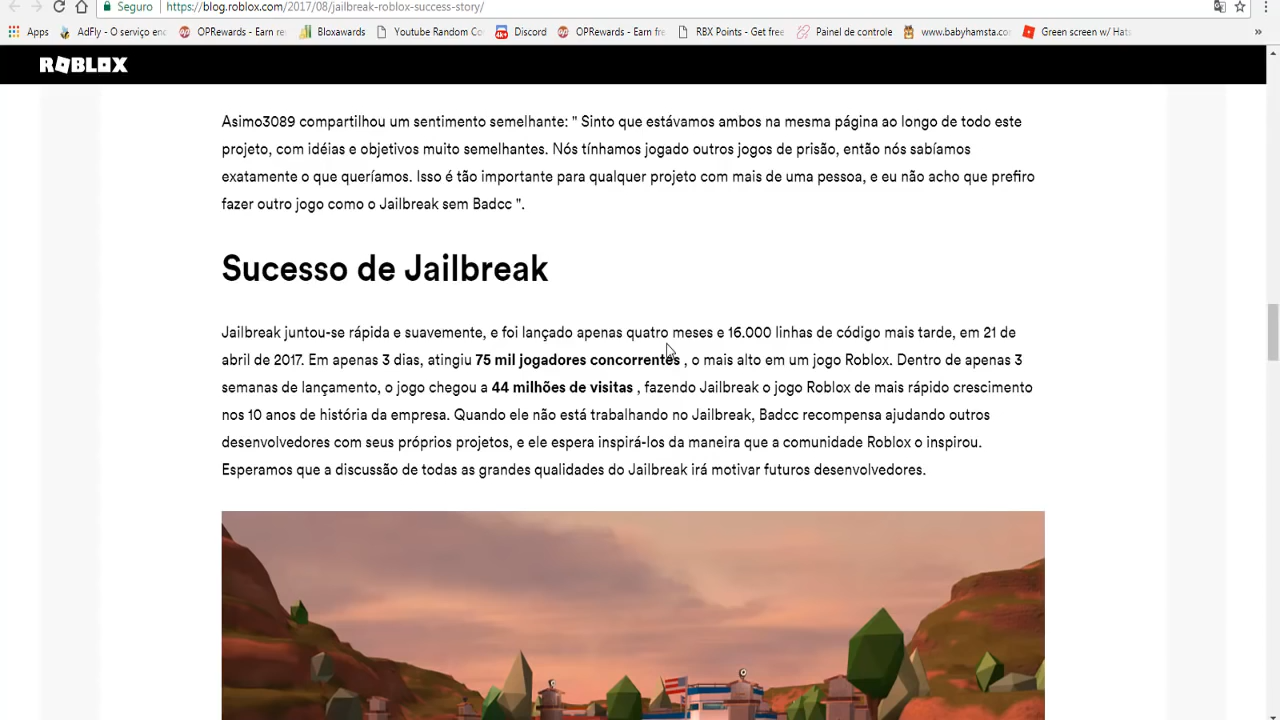 Seguro https://blog.roblox.com/2017/08/jailbreak-roblox-success-story/
Apps AdFly - O serviço enc OPRewards - Earn re Bitawards Youtube Random Co Discord OPRewards - Earn fre RBX Points - Get free Painel de controle www.babyhamsta.co Green screen w/ Hats »
ROBLOX
Asimo3089 compartilhou um sentimento semelhante: " Sinto que estávamos ambos na mesma página ao longo de todo este
projeto, com idéias e objetivos muito semelhantes. Nós tínhamos jogado outros jogos de prisão, então nós sabíamos
exatamente o que queríamos. Isso é tão importante para qualquer projeto com mais de uma pessoa, e eu não acho que prefiro
fazer outro jogo como o Jailbreak sem Badcc ".
Sucesso de Jailbreak
Jailbreak juntou-se rápida e suavemente, e foi lançado apenas quatro meses e 16.000 linhas de código mais tarde, em 21 de
abril de 2017. Em apenas 3 dias, atingiu 75 mil jogadores concorrentes , o mais alto em um jogo Roblox. Dentro de apenas 3
semanas de lançamento, o jogo chegou a 44 milhões de visitas , fazendo Jailbreak o jogo Roblox de mais rápido crescimento
nos 10 anos de história da empresa. Quando ele não está trabalhando no Jailbreak, Badcc recompensa ajudando outros
desenvolvedores com seus próprios projetos, e ele espera inspirá-los da maneira que a comunidade Roblox o inspirou.
Esperamos que a discussão de todas as grandes qualidades do Jailbreak irá motivar futuros desenvolvedores.